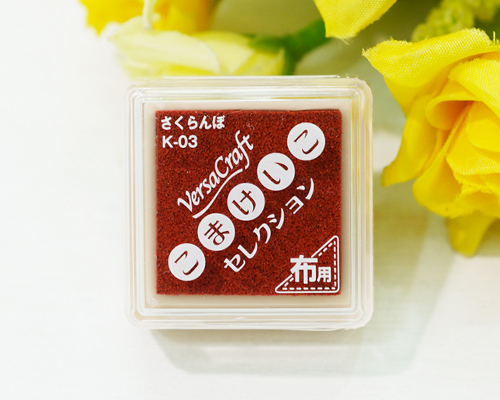 さくらんぼ
K-03
VersaCraft
こまけいこ
セレクション
布用